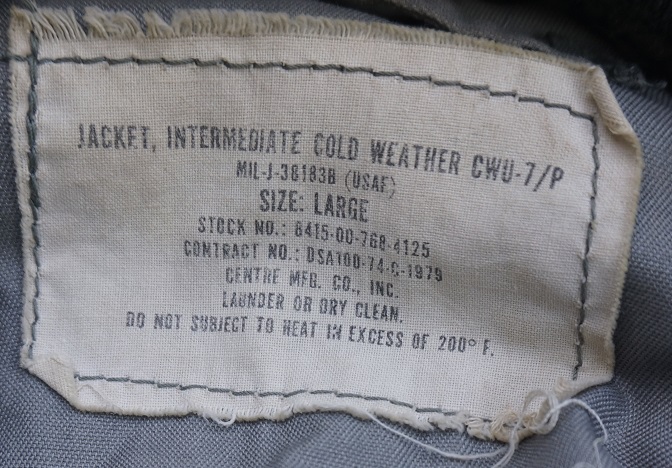 JACKET, INTERMEDIATE COLD WEATHER CWU-7/P
MIL-J-38183B (USAF)
SIZE: LARGE
STOCK NO.: 8415-00-768-4125
CONTRACT NO.: DSA100-74-C-1979
CENTRE MFG. CO., INC.
LAUNDER OR DRY CLEAN.
DO NOT SUBJECT TO HEAT IN EXCESS OF 200° F.